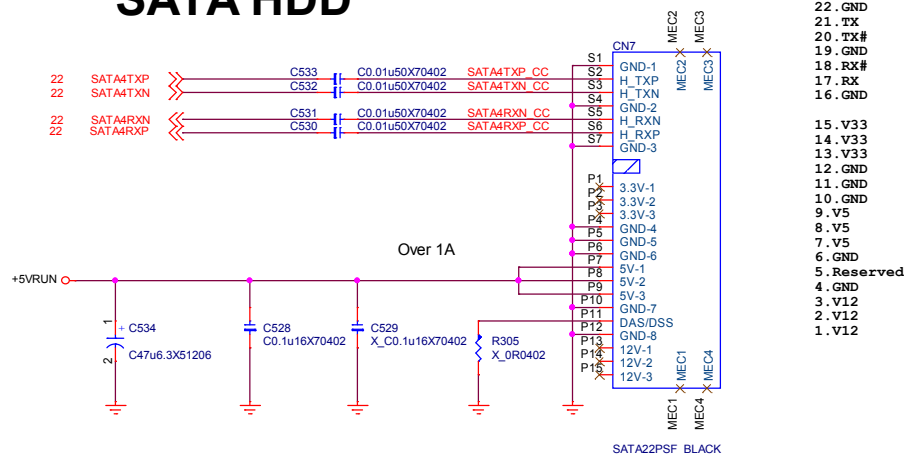 SATA HDD
22 SATA4TXP
22 SATA4TXN
22 SATA4RXN
22 SATA4RXP
C533 C0.01u50X70402 SATA4TXP_CC
C532 C0.01u50X70402 SATA4TXN_CC
C531 C0.01u50X70402 SATA4RXN_CC
C530 C0.01u50X70402 SATA4RXP_CC
MEC2
MEC3
CN7
MEC2
MEC3
S1 GND-1
S2 H_TXP
S3 H_TXN
S4 GND-2
S5 H_RXN
S6 H_RXP
S7 GND-3
P1 3.3V-1
P2 3.3V-2
P3 3.3V-3
P4 GND-4
P5 GND-5
P6 GND-6
P7 5V-1
P8 5V-2
P9 5V-3
P10 GND-7
P11 DAS/DSS
P12 GND-8
P13 12V-1
P14 12V-2
P15 12V-3
MEC1
MEC4
MEC1
MEC4
SATA22PSF_BLACK
Over 1A
+5VRUN
1
+ C534
2
C47u6.3X51206
C528
C0.1u16X70402
C529
X_C0.1u16X70402
R305
X_0R0402
22.GND
21.TX
20.TX#
19.GND
18.RX#
17.RX
16.GND
15.V33
14.V33
13.V33
12.GND
11.GND
10.GND
9.V5
8.V5
7.V5
6.GND
5.Reserved
4.GND
3.V12
2.V12
1.V12